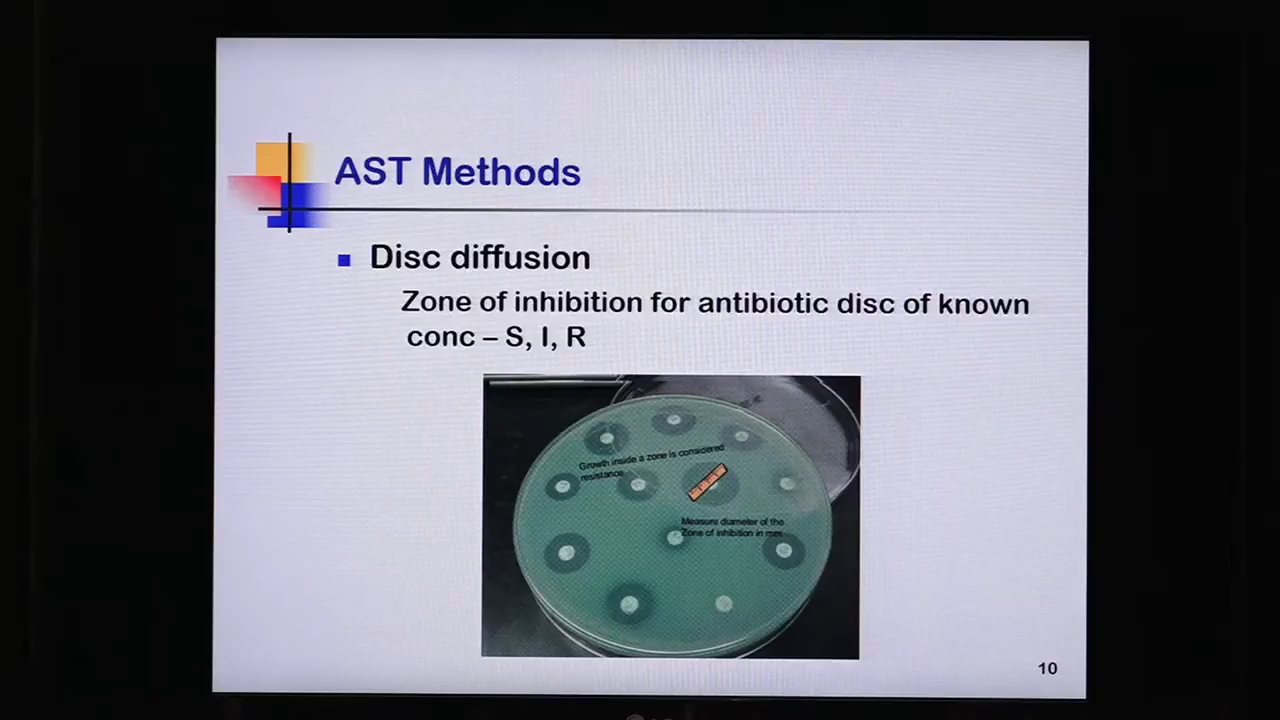 AST Methods
Disc diffusion
Zone of inhibition for antibiotic disc of known
conc – S, I, R
Growth inside a zone is considered
resistance
Measure diameter of the
Zone of inhibition in mm
10